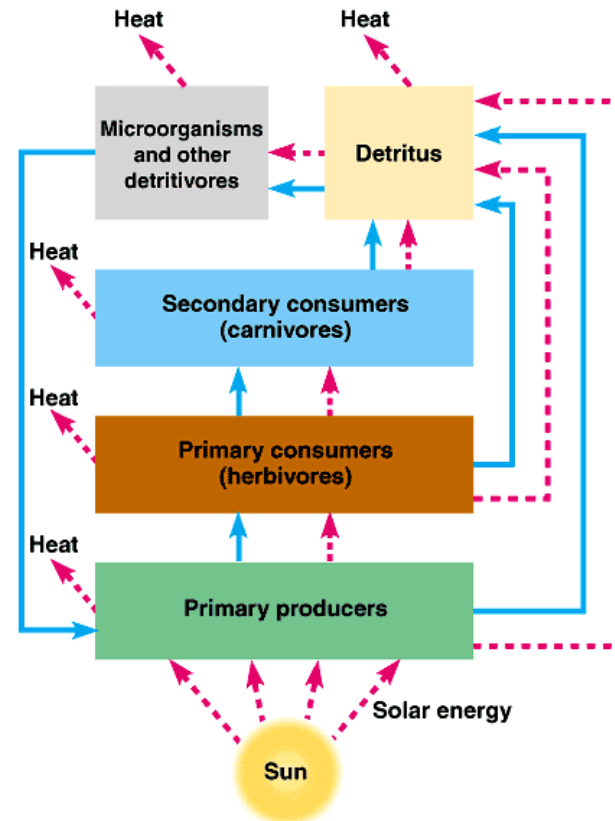 Heat
Heat
Microorganisms
and other
detritivores
Detritus
Heat
Secondary consumers
(carnivores)
Heat
Primary consumers
(herbivores)
Heat
Primary producers
Solar energy
Sun